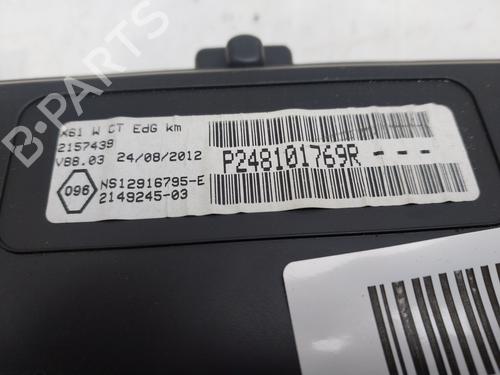 B-PARTS
X61 W CT EdG km
2157439
V88.03 24/08/2012
096
NS12916795-E
2149245-03
P248101769R---